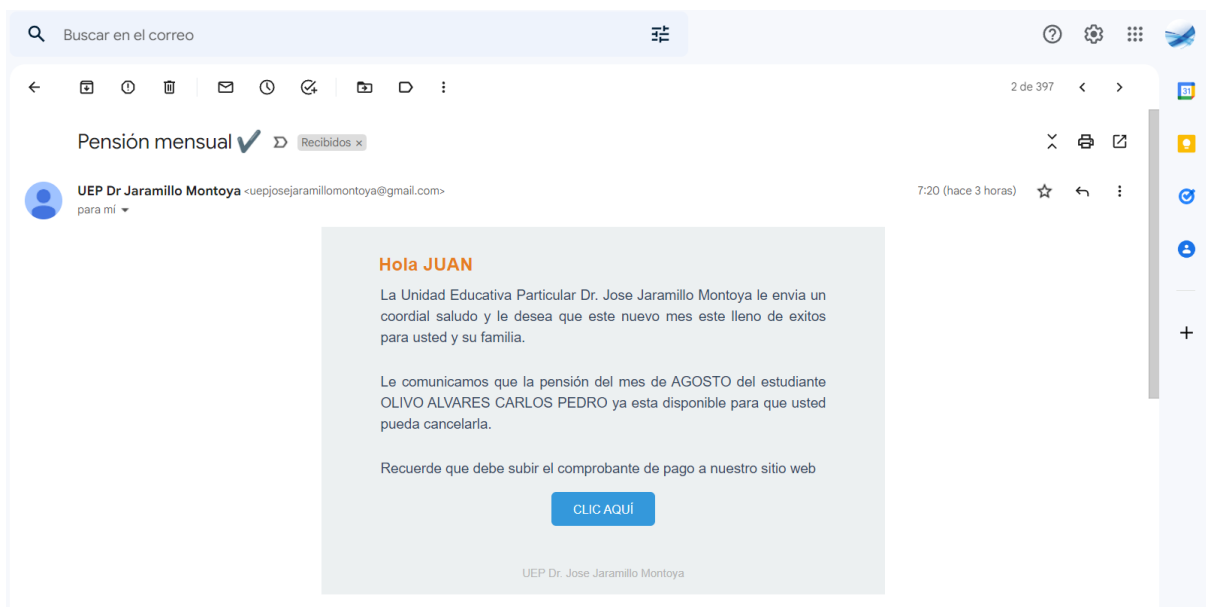 Buscar en el correo
2 de 397
Pensión mensual ✔
Recibidos ×
UEP Dr Jaramillo Montoya <uepjosejaramillomontoya@gmail.com>
7:20 (hace 3 horas)
para mí
31
Hola JUAN
La Unidad Educativa Particular Dr. Jose Jaramillo Montoya le envia un
coordial saludo y le desea que este nuevo mes este lleno de exitos
para usted y su familia.
Le comunicamos que la pensión del mes de AGOSTO del estudiante
OLIVO ALVARES CARLOS PEDRO ya esta disponible para que usted
pueda cancelarla.
Recuerde que debe subir el comprobante de pago a nuestro sitio web
CLIC AQUÍ
UEP Dr. Jose Jaramillo Montoya